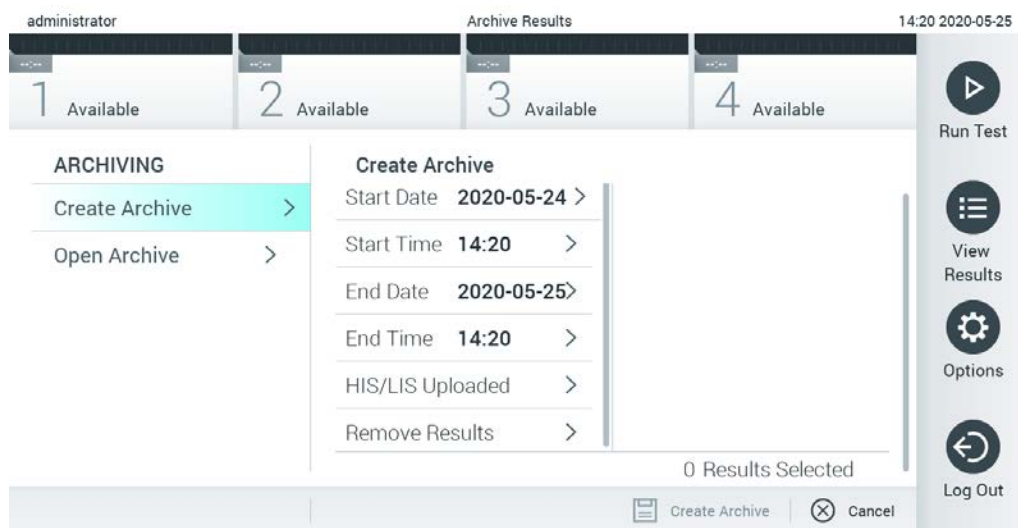 administrator Archive Results 14:20 2020-05-25
--:-- --:-- --:-- --:--
1 Available 2 Available 3 Available 4 Available
Run Test
ARCHIVING
Create Archive
Open Archive
Create Archive
Start Date 2020-05-24
Start Time 14:20
End Date 2020-05-25
End Time 14:20
HIS/LIS Uploaded
Remove Results
0 Results Selected
View
Results
Options
Log Out
Create Archive Cancel